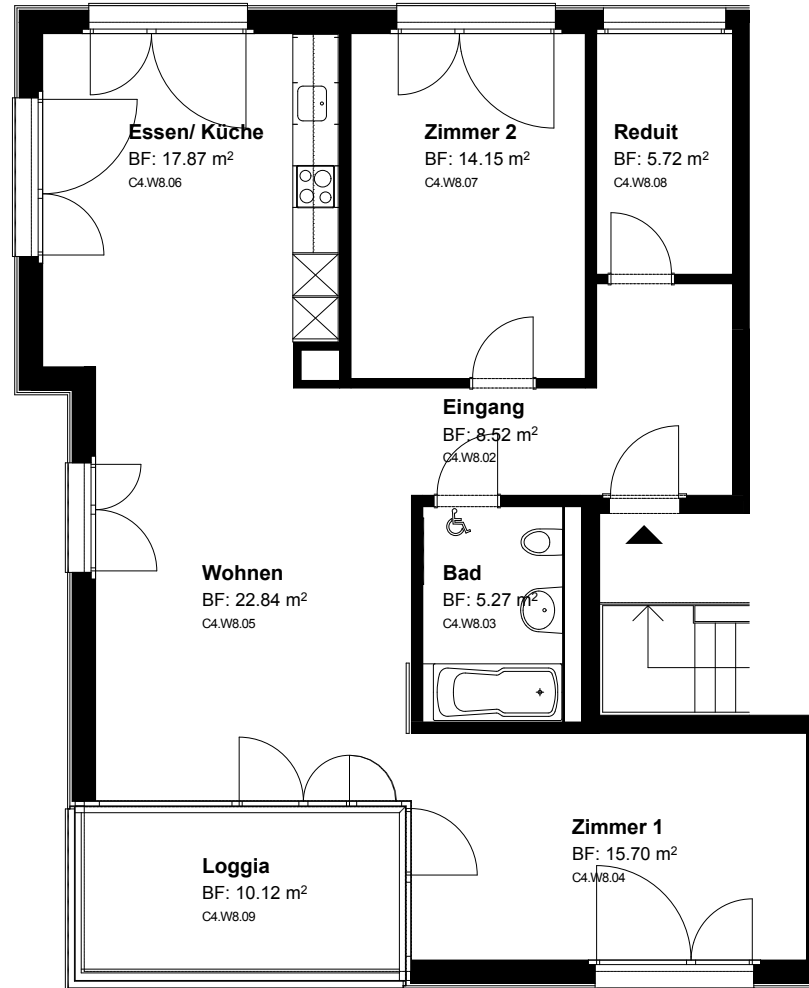 Essen/ Küche
BF: 17.87 m²
C4.W8.06
Zimmer 2
BF: 14.15 m²
C4.W8.07
Reduit
BF: 5.72 m²
C4.W8.08
Eingang
BF: 8.52 m²
C4.W8.02
Wohnen
BF: 22.84 m²
C4.W8.05
Bad
BF: 5.27 m²
C4.W8.03
Zimmer 1
BF: 15.70 m²
C4.W8.04
Loggia
BF: 10.12 m²
C4.W8.09